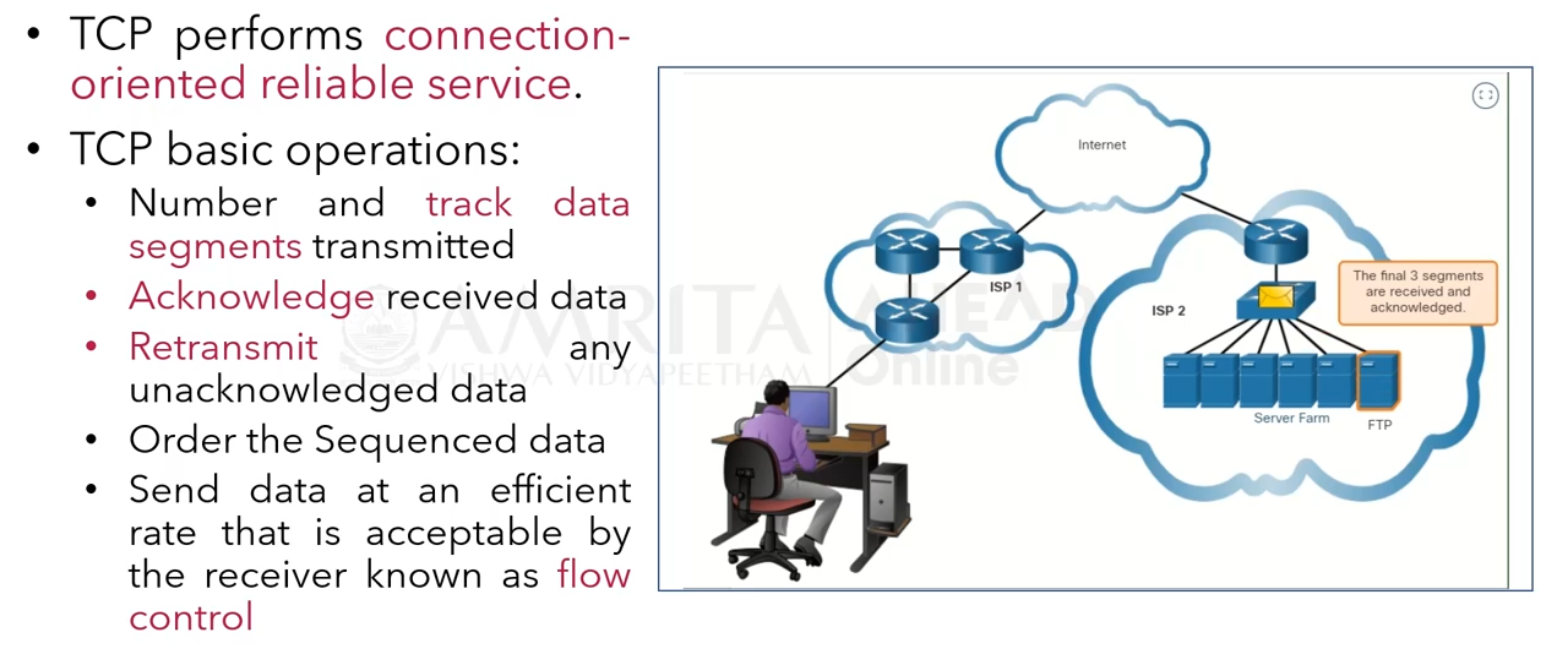 • TCP performs connection-
oriented reliable service.
• TCP basic operations:
• Number and track data
segments transmitted
• Acknowledge received data
• Retransmit any
unacknowledged data
• Order the Sequenced data
• Send data at an efficient
rate that is acceptable by
the receiver known as flow
control
Internet
ISP 1
ISP 2
The final 3 segments
are received and
acknowledged.
Server Farm
FTP
AMRITA AHEAD
VISHWA VIDYAPEETHAM Online